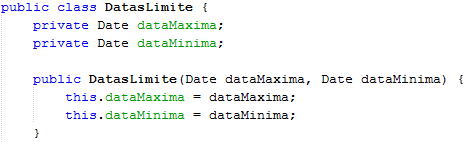 public class DatasLimite {
    private Date dataMaxima;
    private Date dataMinima;
    public DatasLimite(Date dataMaxima, Date dataMinima) {
        this.dataMaxima = dataMaxima;
        this.dataMinima = dataMinima;
    }